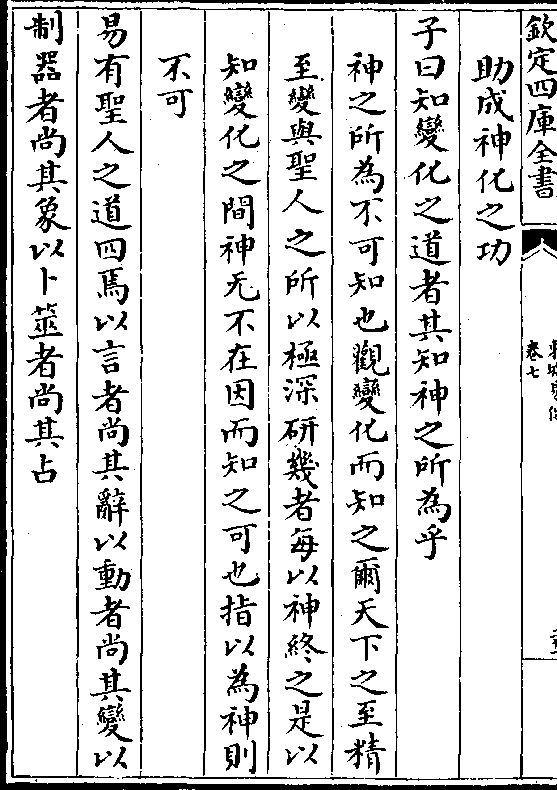 欽定四庫全書
卷七
助成神化之功
子曰知變化之道者其知神之所為乎
神之所為不可知也觀變化而知之爾天下之至精
至變與聖人之所以極深研幾者每以神終之是以
知變化之間神无不在因而知之可也指以為神則
不可
易有聖人之道四焉以言者尚其辭以動者尚其變以
制器者尚其象以卜筮者尚其占